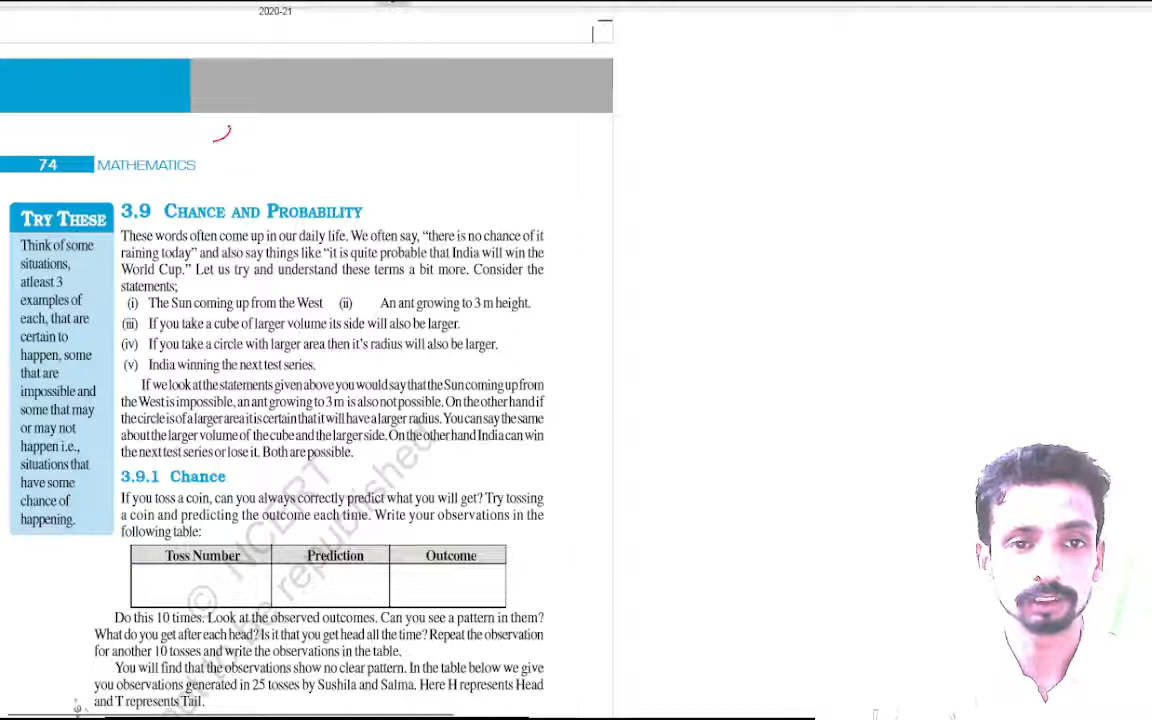 2020-21
74 MATHEMATICS
TRY THESE
Think of some
situations,
atleast 3
examples of
each, that are
certain to
happen, some
that are
impossible and
some that may
or may not
happen i.e.,
situations that
have some
chance of
happening.
3.9 CHANCE AND PROBABILITY
These words often come up in our daily life. We often say, “there is no chance of it
raining today” and also say things like “it is quite probable that India will win the
World Cup.” Let us try and understand these terms a bit more. Consider the
statements;
(i) The Sun coming up from the West (ii) An ant growing to 3 m height.
(iii) If you take a cube of larger volume its side will also be larger.
(iv) If you take a circle with larger area then it’s radius will also be larger.
(v) India winning the next test series.
If we look at the statements given above you would say that the Sun coming up from
the West is impossible, an ant growing to 3 m is also not possible. On the other hand if
the circle is of a larger area it is certain that it will have a larger radius. You can say the same
about the larger volume of the cube and the larger side. On the other hand India can win
the next test series or lose it. Both are possible.
3.9.1 Chance
If you toss a coin, can you always correctly predict what you will get? Try tossing
a coin and predicting the outcome each time. Write your observations in the
following table:
Toss Number Prediction Outcome
Do this 10 times. Look at the observed outcomes. Can you see a pattern in them?
What do you get after each head? Is it that you get head all the time? Repeat the observation
for another 10 tosses and write the observations in the table.
You will find that the observations show no clear pattern. In the table below we give
you observations generated in 25 tosses by Sushila and Salma. Here H represents Head
and T represents Tail.
© NCERT
not to be republished